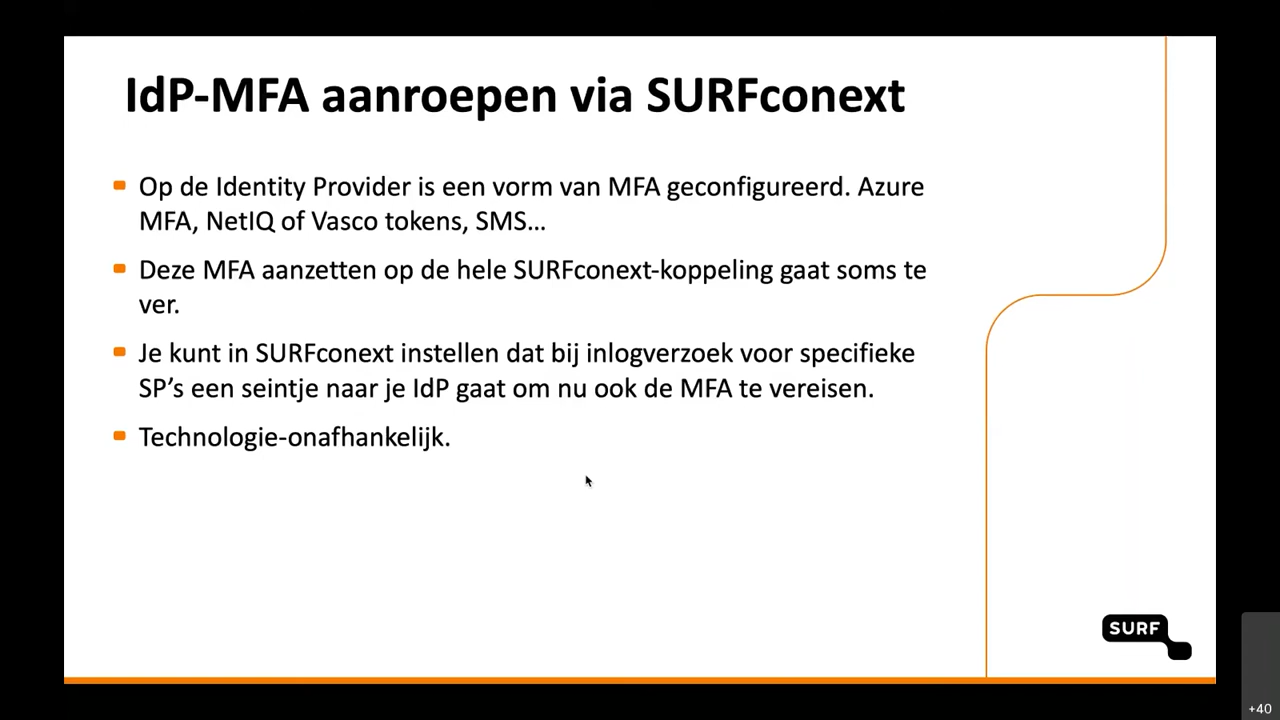 IdP-MFA aanroepen via SURFconext
Op de Identity Provider is een vorm van MFA geconfigureerd. Azure
MFA, NetIQ of Vasco tokens, SMS…
Deze MFA aanzetten op de hele SURFconext-koppeling gaat soms te
ver.
Je kunt in SURFconext instellen dat bij inlogverzoek voor specifieke
SP’s een seintje naar je IdP gaat om nu ook de MFA te vereisen.
Technologie-onafhankelijk.
SURF
+40